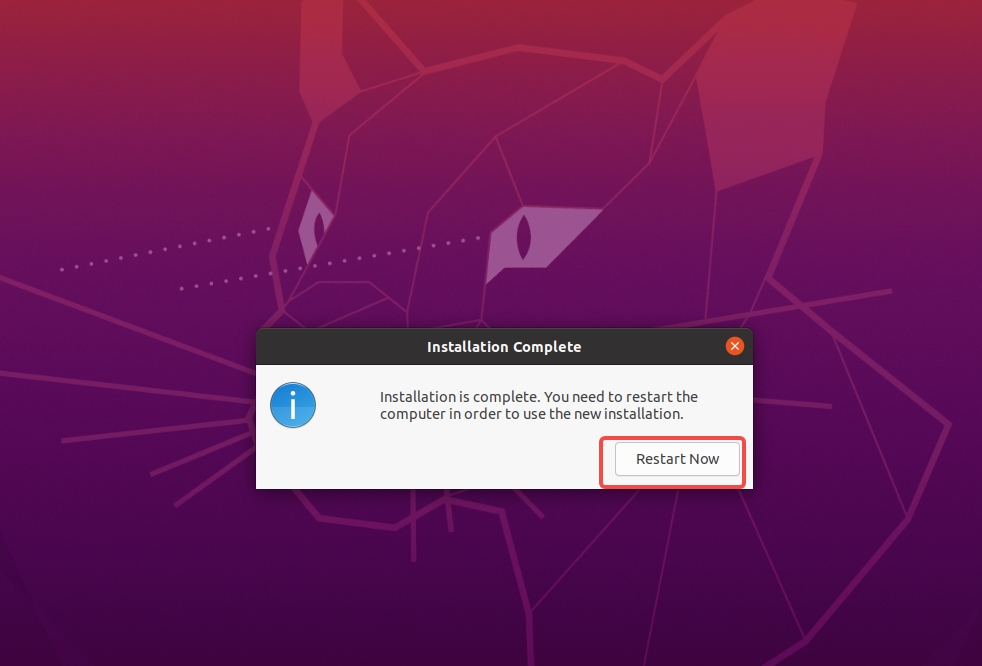 Installation Complete
Installation is complete. You need to restart the
computer in order to use the new installation.
Restart Now